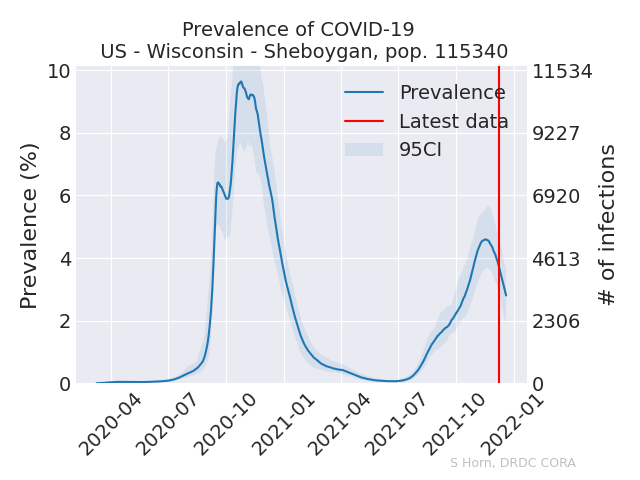 Prevalence of COVID-19
US - Wisconsin - Sheboygan, pop. 115340
Prevalence (%)
10
8
6
4
2
0
Prevalence
Latest data
95CI
11534
9227
6920
4613
2306
0
# of infections
2020-04
2020-07
2020-10
2021-01
2021-04
2021-07
2021-10
2022-01
S Horn, DRDC CORA